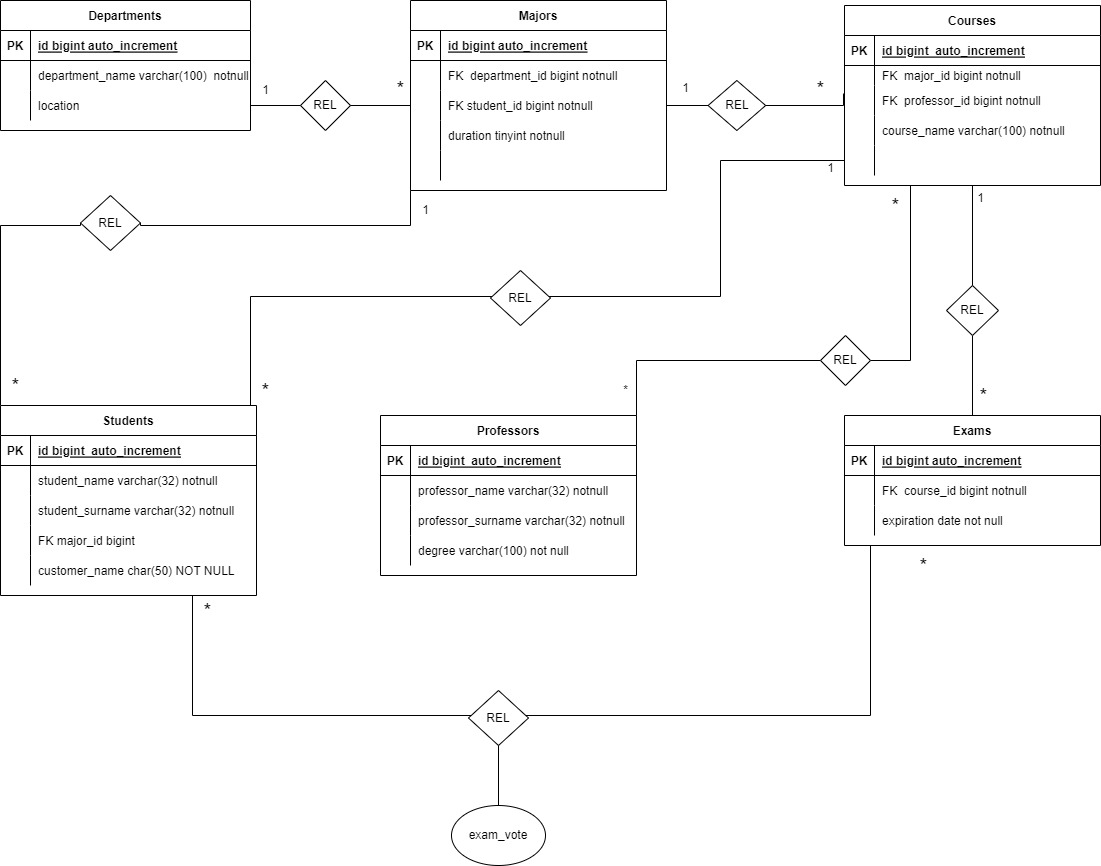 Departments
PK id bigint auto_increment
department_name varchar(100)  notnull
location
1
REL
*
Majors
PK id bigint auto_increment
FK  department_id bigint notnull
FK student_id bigint notnull
duration tinyint notnull
1
REL
*
Courses
PK id bigint  auto_increment
FK  major_id bigint notnull
FK  professor_id bigint notnull
course_name varchar(100) notnull
REL
1
1
*
1
REL
REL
REL
*
*
*
*
Students
PK id bigint  auto_increment
student_name varchar(32) notnull
student_surname varchar(32) notnull
FK major_id bigint
customer_name char(50) NOT NULL
Professors
PK id bigint  auto_increment
professor_name varchar(32) notnull
professor_surname varchar(32) notnull
degree varchar(100) not null
Exams
PK id bigint auto_increment
FK  course_id bigint notnull
expiration date not null
*
*
REL
exam_vote